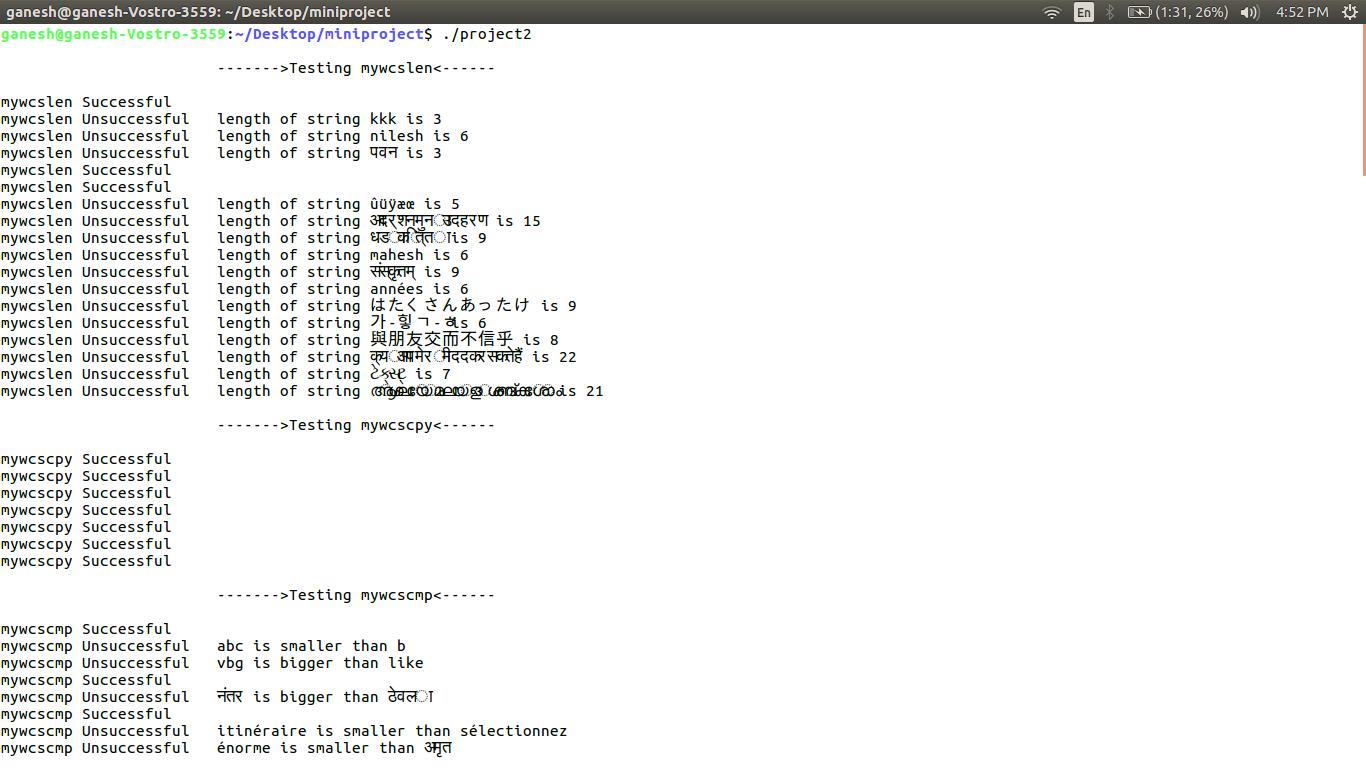 ganesh@ganesh-Vostro-3559: ~/Desktop/miniproject En (1:31, 26%) 4:52 PM
ganesh@ganesh-Vostro-3559:~/Desktop/miniproject$ ./project2
------->Testing mywcslen<------
mywcslen Successful
mywcslen Unsuccessful length of string kkk is 3
mywcslen Unsuccessful length of string nilesh is 6
mywcslen Unsuccessful length of string पवन is 3
mywcslen Successful
mywcslen Successful
mywcslen Unsuccessful length of string ûüÿæœ is 5
mywcslen Unsuccessful length of string is 15
mywcslen Unsuccessful length of string is 9
mywcslen Unsuccessful length of string mahesh is 6
mywcslen Unsuccessful length of string संस्कृतम् is 9
mywcslen Unsuccessful length of string années is 6
mywcslen Unsuccessful length of string はたくさんあったけ is 9
mywcslen Unsuccessful length of string is 6
mywcslen Unsuccessful length of string 與朋友交而不信乎 is 8
mywcslen Unsuccessful length of string is 22
mywcslen Unsuccessful length of string is 7
mywcslen Unsuccessful length of string is 21
------->Testing mywcscpy<------
mywcscpy Successful
mywcscpy Successful
mywcscpy Successful
mywcscpy Successful
mywcscpy Successful
mywcscpy Successful
mywcscpy Successful
------->Testing mywcscmp<------
mywcscmp Successful
mywcscmp Unsuccessful abc is smaller than b
mywcscmp Unsuccessful vbg is bigger than like
mywcscmp Successful
mywcscmp Unsuccessful नंतर is bigger than ठेवला
mywcscmp Successful
mywcscmp Unsuccessful itinéraire is smaller than sélectionnez
mywcscmp Unsuccessful énorme is smaller than अमृत